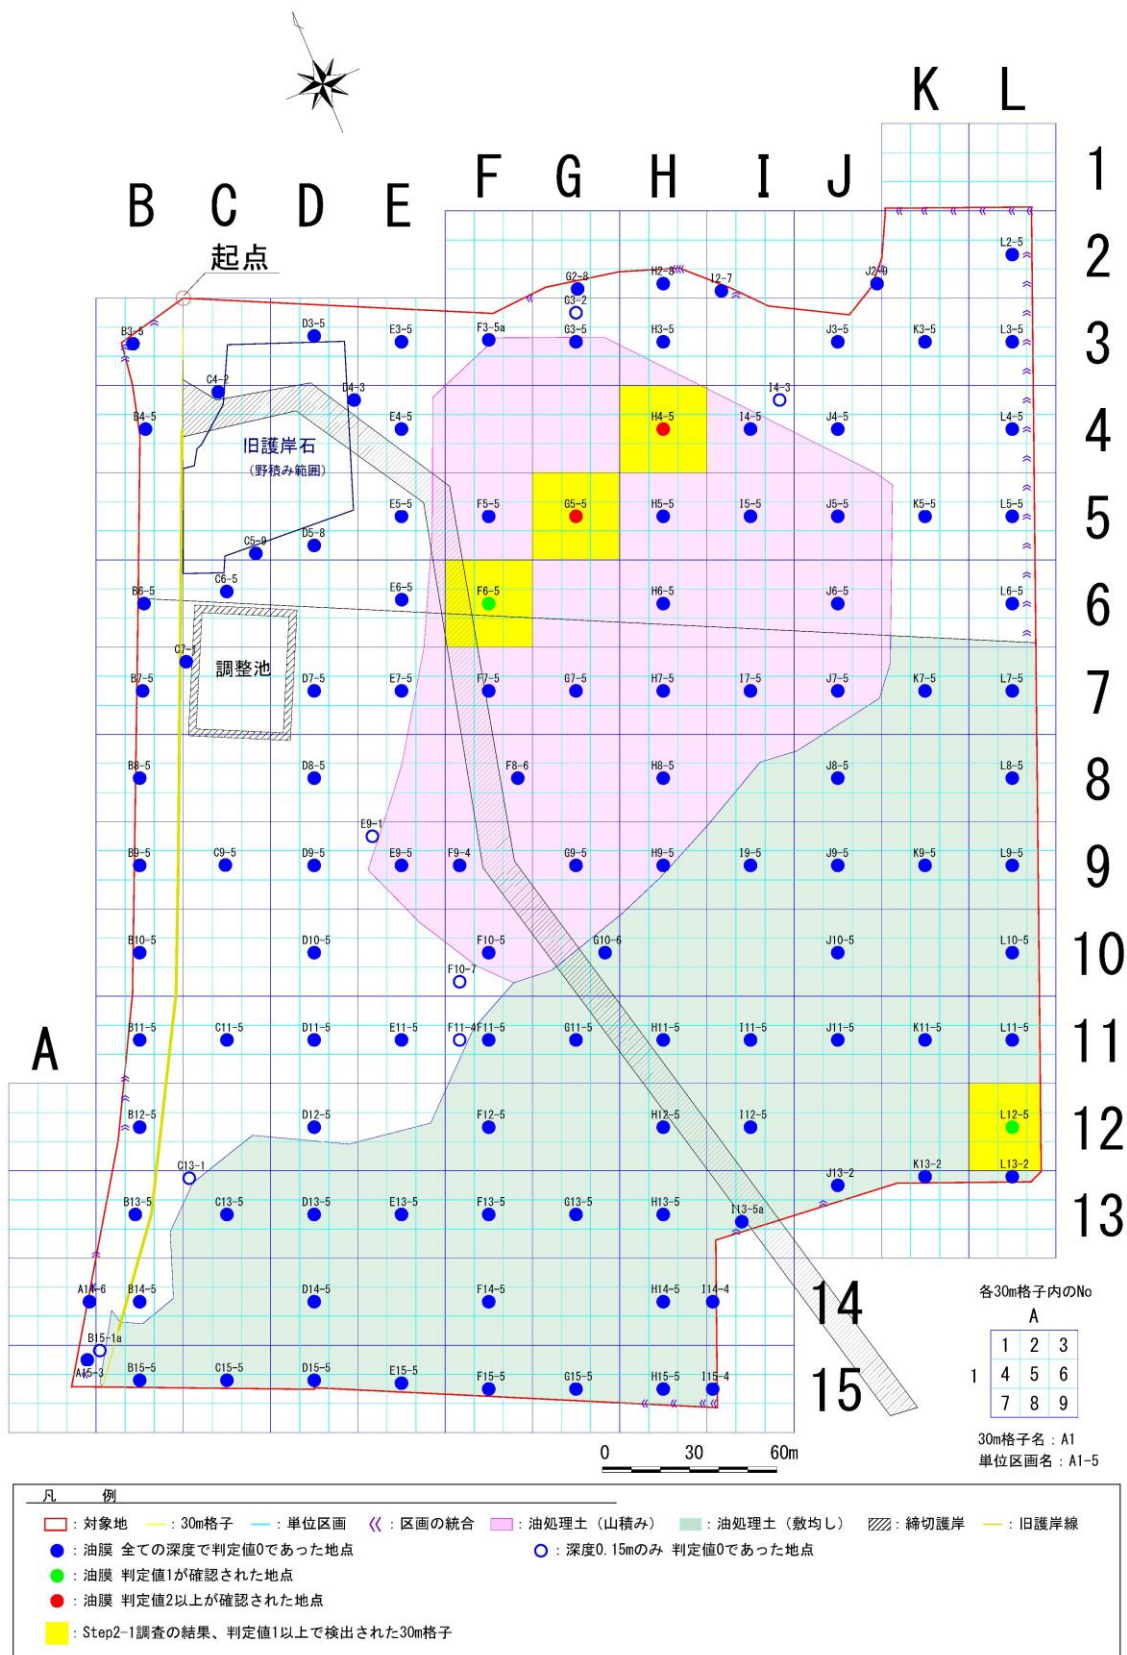 K L
1
F G H I J
B C D E
2
起点
L2-5
G2-8 H2-8 I2-7 J2-9
G3-2
B3-5 D3-5 E3-5 F3-5a G3-5 H3-5 J3-5 K3-5 L3-5
3
C4-2 D4-3 I4-3
B4-5 E4-5 H4-5 I4-5 J4-5 L4-5
4
旧護岸石
(野積み範囲)
E5-5 F5-5 G5-5 H5-5 I5-5 J5-5 K5-5 L5-5
5
C5-9 D5-8
C6-5
B6-5 E6-5 F6-5 H6-5 J6-5 L6-5
6
C7-1
調整池
B7-5 D7-5 E7-5 F7-5 G7-5 H7-5 I7-5 J7-5 K7-5 L7-5
7
B8-5 D8-5 F8-6 H8-5 J8-5 L8-5
8
E9-1
B9-5 C9-5 D9-5 E9-5 F9-4 G9-5 H9-5 I9-5 J9-5 K9-5 L9-5
9
B10-5 D10-5 F10-5 G10-6 J10-5 L10-5
10
F10-7
A
B11-5 C11-5 D11-5 E11-5 F11-4 F11-5 G11-5 H11-5 I11-5 J11-5 K11-5 L11-5
11
B12-5 D12-5 F12-5 H12-5 I12-5 L12-5
12
C13-1 J13-2 K13-2 L13-2
B13-5 C13-5 D13-5 E13-5 F13-5 G13-5 H13-5 I13-5a
13
A14-6 B14-5 D14-5 F14-5 H14-5 I14-4
14
B15-1a
A15-3 B15-5 C15-5 D15-5 E15-5 F15-5 G15-5 H15-5 I15-4
15
各30m格子内のNo
A
1 2 3
1 4 5 6
7 8 9
30m格子名：A1
単位区画名：A1-5
0 30 60m
凡 例
：対象地 ：30m格子 ：単位区画 ：区画の統合 ：油処理土（山積み） ：油処理土（敷均し） ：締切護岸 ：旧護岸線
：油膜 全ての深度で判定値0であった地点 ：深度0.15mのみ 判定値0であった地点
：油膜 判定値1が確認された地点
：油膜 判定値2以上が確認された地点
：Step2-1調査の結果、判定値1以上で検出された30m格子